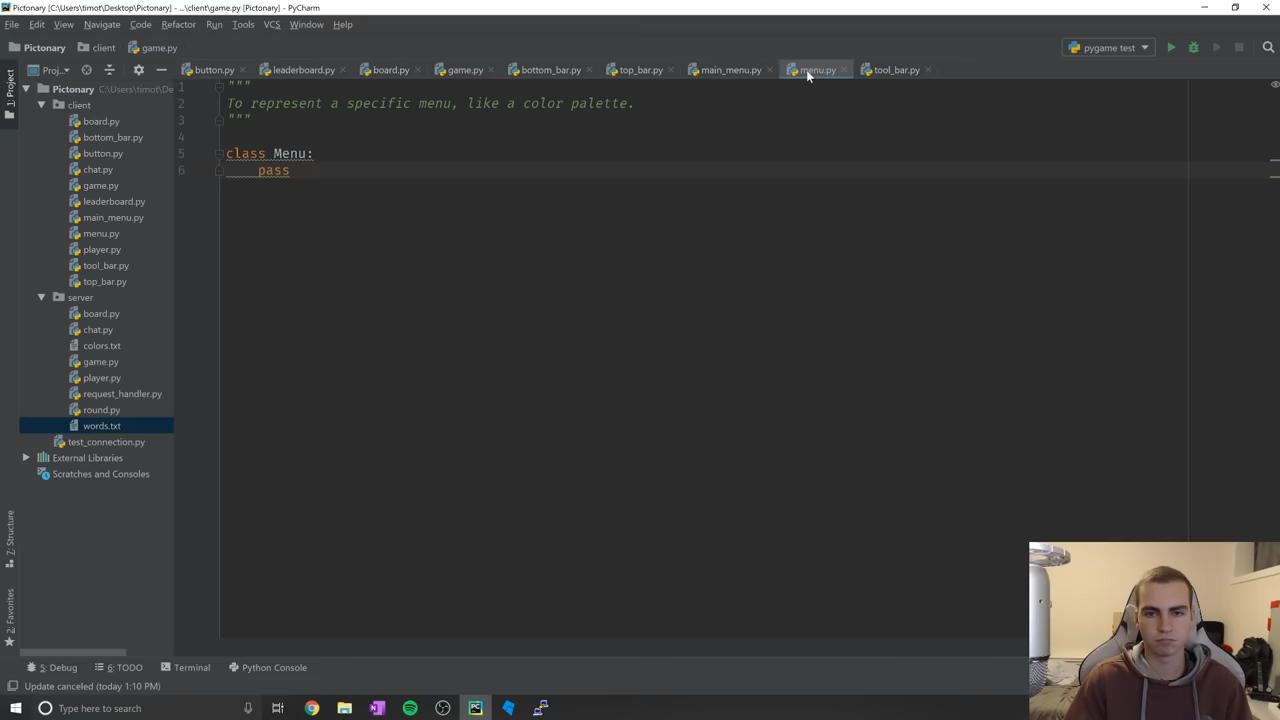 Pictonary [C:\Users\timot\Desktop\Pictonary] - ...\client\game.py [Pictonary] - PyCharm
File Edit View Navigate Code Refactor Run Tools VCS Window Help
Pictonary client game.py pygame test
1: Project
Proj...
button.py leaderboard.py board.py game.py bottom_bar.py top_bar.py main_menu.py menu.py tool_bar.py
Pictonary C:\Users\timot\De
client
board.py
bottom_bar.py
button.py
chat.py
game.py
leaderboard.py
main_menu.py
menu.py
player.py
tool_bar.py
top_bar.py
server
board.py
chat.py
colors.txt
game.py
player.py
request_handler.py
round.py
words.txt
test_connection.py
External Libraries
Scratches and Consoles
1 """
2 To represent a specific menu, like a color palette.
3 """
4
5 class Menu:
6 pass
7: Structure
2: Favorites
5: Debug 6: TODO Terminal Python Console
Update canceled (today 1:10 PM)
Type here to search